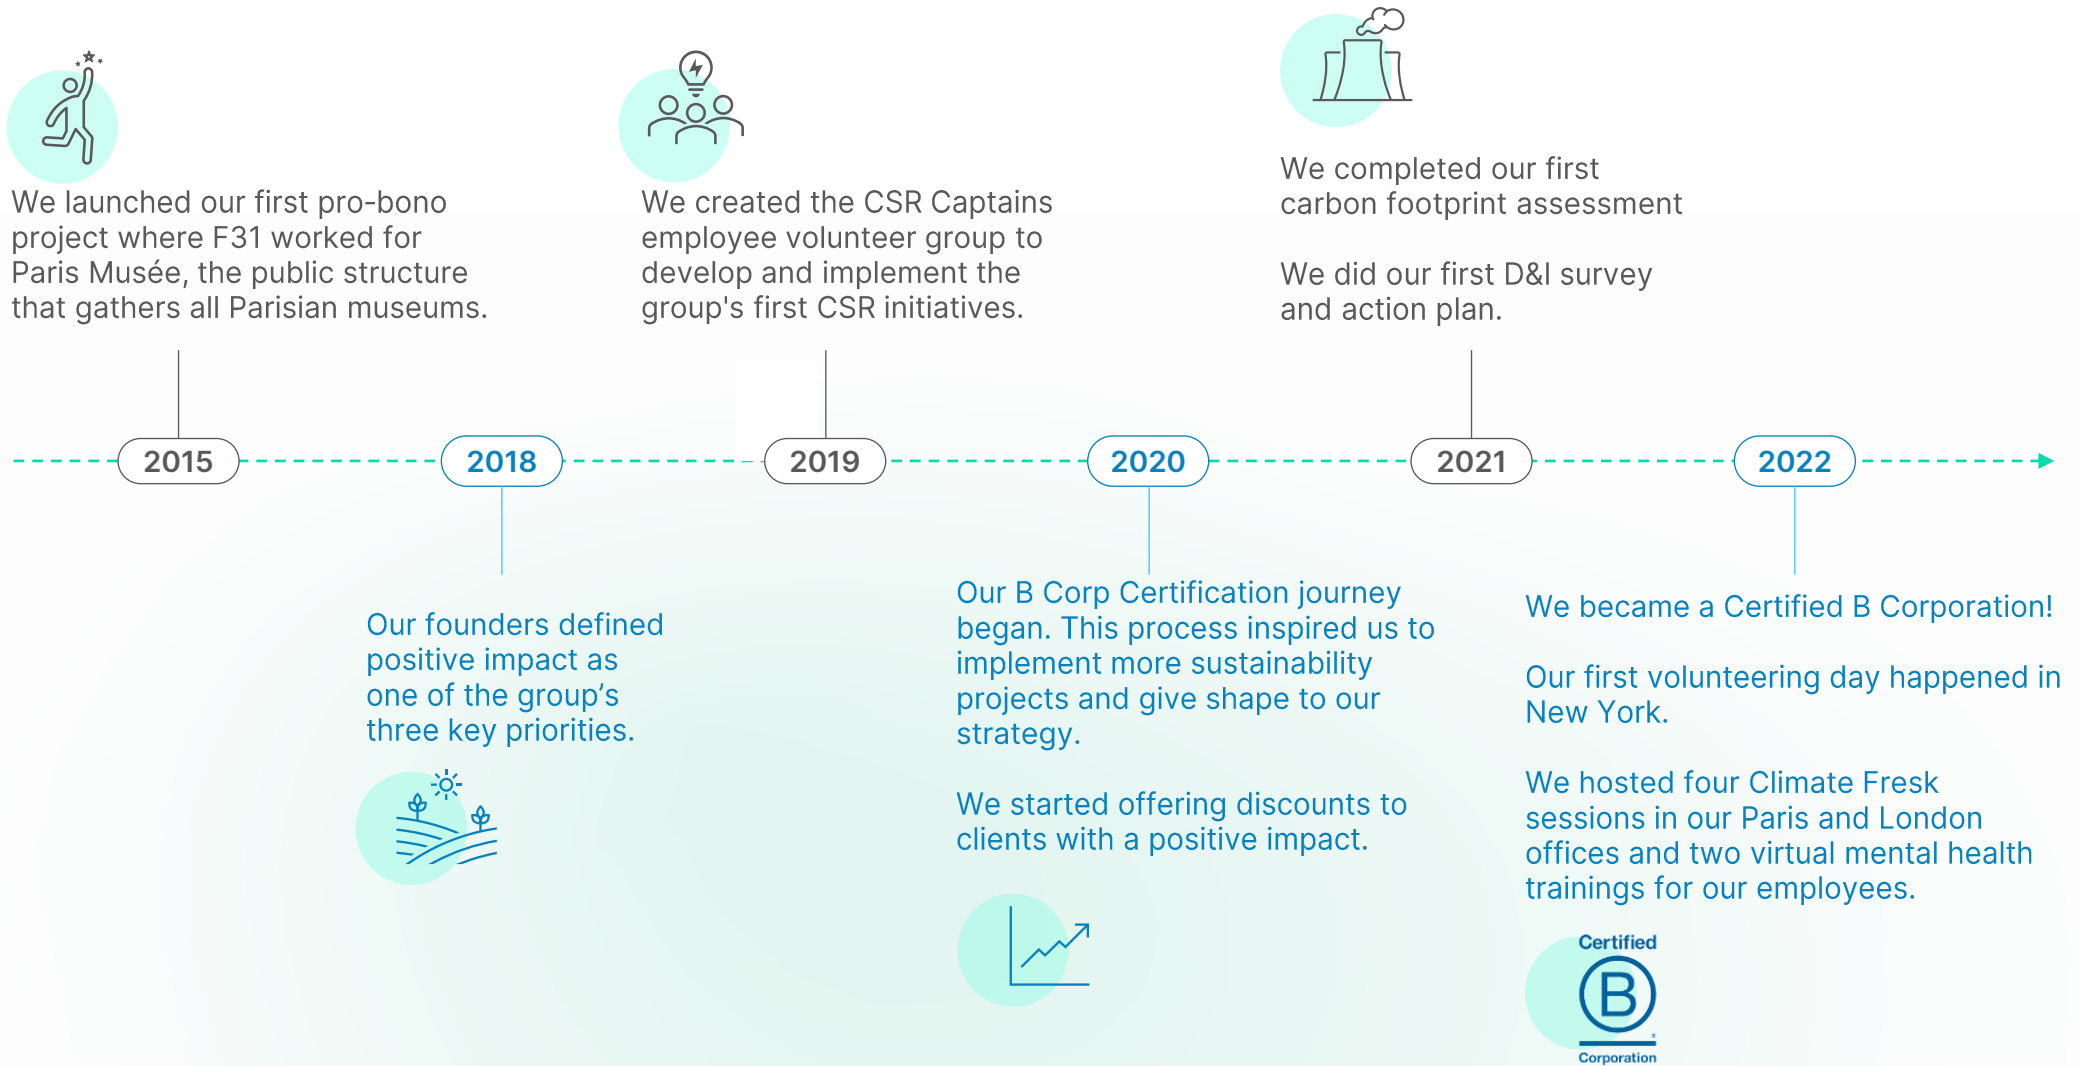 We launched our first pro-bono
project where F31 worked for
Paris Musée, the public structure
that gathers all Parisian museums.
We created the CSR Captains
employee volunteer group to
develop and implement the
group's first CSR initiatives.
We completed our first
carbon footprint assessment
We did our first D&I survey
and action plan.
2015
2018
2019
2020
2021
2022
Our founders defined
positive impact as
one of the group’s
three key priorities.
Our B Corp Certification journey
began. This process inspired us to
implement more sustainability
projects and give shape to our
strategy.
We started offering discounts to
clients with a positive impact.
We became a Certified B Corporation!
Our first volunteering day happened in
New York.
We hosted four Climate Fresk
sessions in our Paris and London
offices and two virtual mental health
trainings for our employees.
Certified
B
Corporation